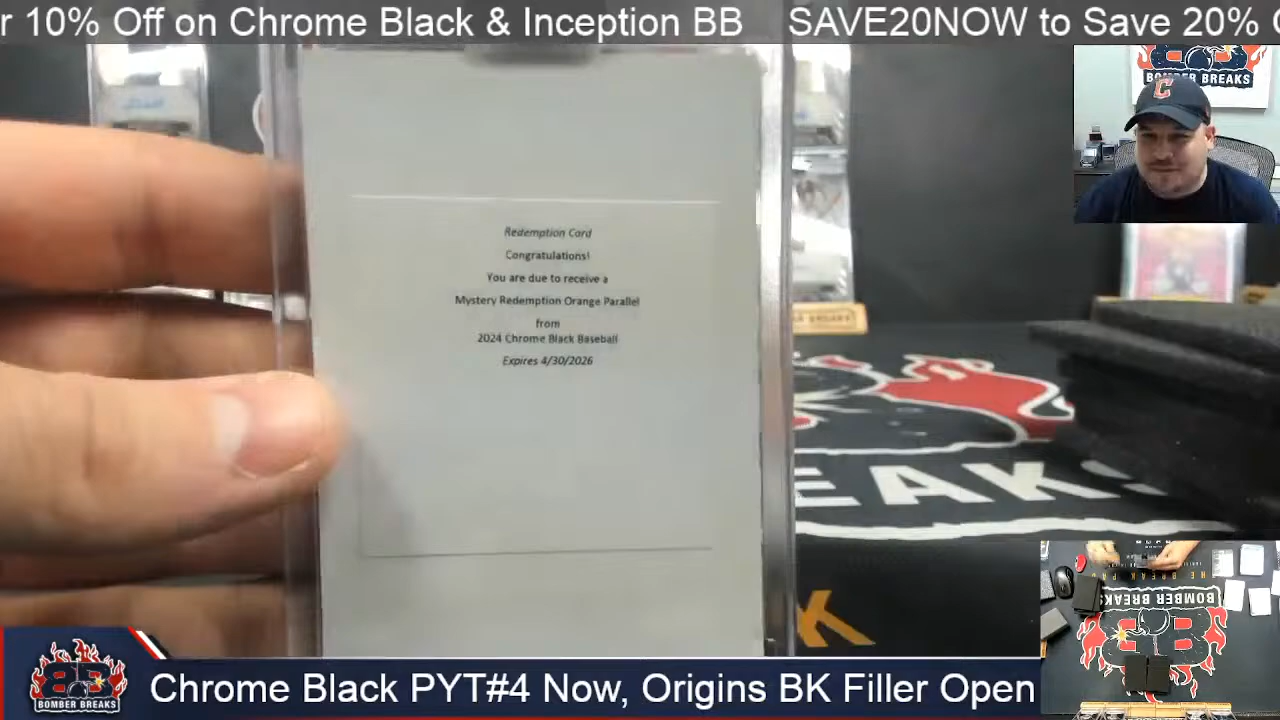 r 10% Off on Chrome Black & Inception BB SAVE20NOW to Save 20%
BOMBER BREAKS
C
Redemption Card
Congratulations!
You are due to receive a
Mystery Redemption Orange Parallel
from
2024 Chrome Black Baseball
Expires 4/30/2026
EAK
K
BOMBER BREAKS
BB
BOMBER BREAKS
Chrome Black PYT#4 Now, Origins BK Filler Open